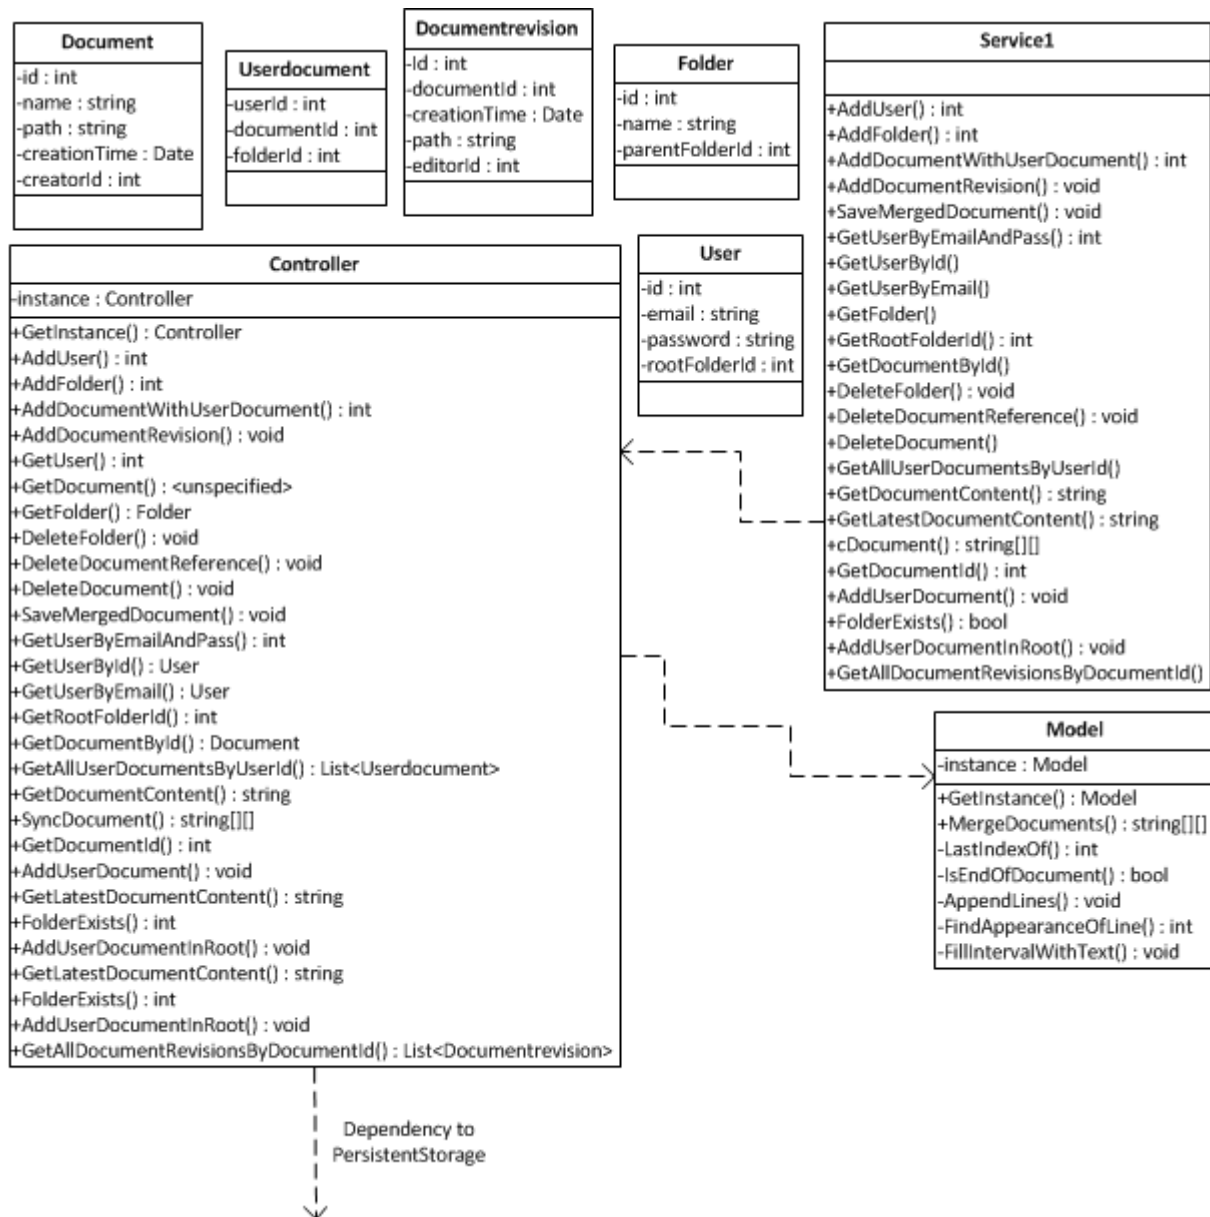 Document
-id : int
-name : string
-path : string
-creationTime : Date
-creatorId : int
Userdocument
-userId : int
-documentId : int
-folderId : int
Documentrevision
-Id : int
-documentId : int
-creationTime : Date
-path : string
-editorId : int
Folder
-id : int
-name : string
-parentFolderId : int
Service1
+AddUser() : int
+AddFolder() : int
+AddDocumentWithUserDocument() : int
+AddDocumentRevision() : void
+SaveMergedDocument() : void
+GetUserByEmailAndPass() : int
+GetUserById()
+GetUserByEmail()
+GetFolder()
+GetRootFolderId() : int
+GetDocumentById()
+DeleteFolder() : void
+DeleteDocumentReference() : void
+DeleteDocument()
+GetAllUserDocumentsByUserId()
+GetDocumentContent() : string
+GetLatestDocumentContent() : string
+cDocument() : string[][]
+GetDocumentId() : int
+AddUserDocument() : void
+FolderExists() : bool
+AddUserDocumentInRoot() : void
+GetAllDocumentRevisionsByDocumentId()
User
-id : int
-email : string
-password : string
-rootFolderId : int
Controller
-instance : Controller
+GetInstance() : Controller
+AddUser() : int
+AddFolder() : int
+AddDocumentWithUserDocument() : int
+AddDocumentRevision() : void
+GetUser() : int
+GetDocument() : <unspecified>
+GetFolder() : Folder
+DeleteFolder() : void
+DeleteDocumentReference() : void
+DeleteDocument() : void
+SaveMergedDocument() : void
+GetUserByEmailAndPass() : int
+GetUserById() : User
+GetUserByEmail() : User
+GetRootFolderId() : int
+GetDocumentById() : Document
+GetAllUserDocumentsByUserId() : List<Userdocument>
+GetDocumentContent() : string
+SyncDocument() : string[][]
+GetDocumentId() : int
+AddUserDocument() : void
+GetLatestDocumentContent() : string
+FolderExists() : int
+AddUserDocumentInRoot() : void
+GetLatestDocumentContent() : string
+FolderExists() : int
+AddUserDocumentInRoot() : void
+GetAllDocumentRevisionsByDocumentId() : List<Documentrevision>
Model
-instance : Model
+GetInstance() : Model
+MergeDocuments() : string[][]
-LastIndexOf() : int
-IsEndOfDocument() : bool
-AppendLines() : void
-FindAppearanceOfLine() : int
-FillIntervalWithText() : void
Dependency to
PersistentStorage